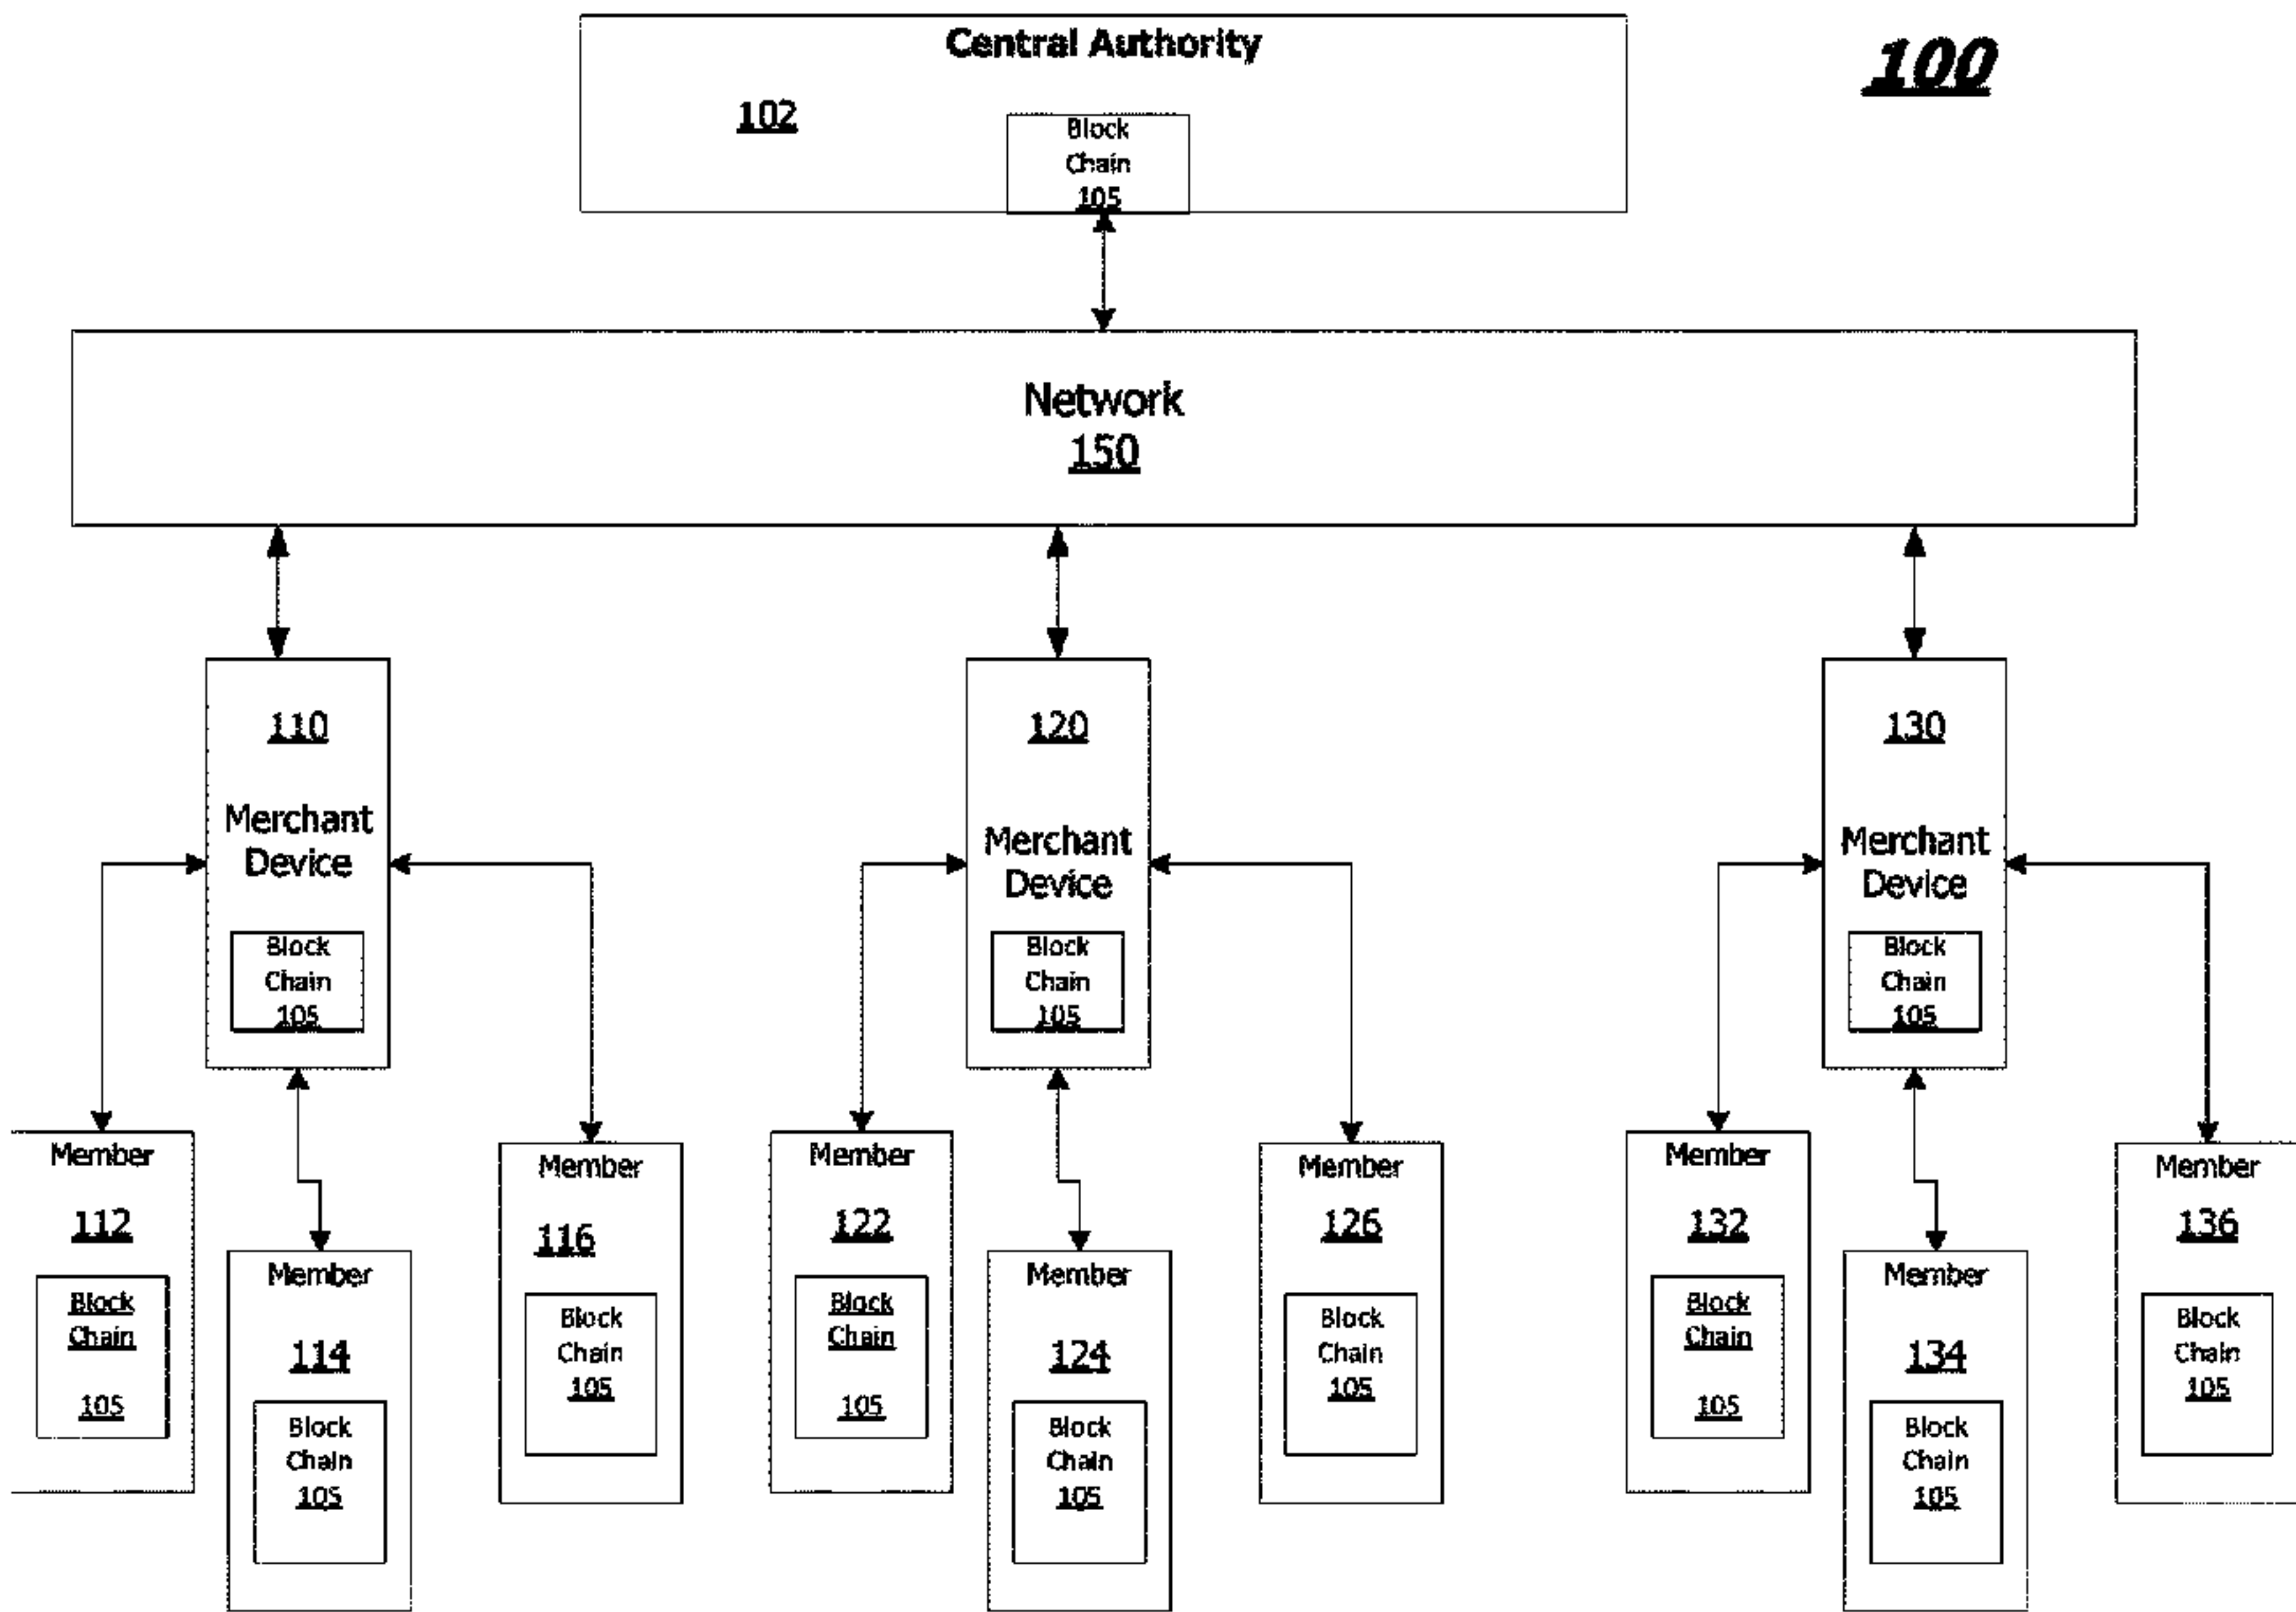 Central Authority
100
102
Block
Chain
105
Network
150
110
Merchant
Device
Block
Chain
105
120
Merchant
Device
Block
Chain
105
130
Merchant
Device
Block
Chain
105
Member
112
Block
Chain
105
Member
114
Block
Chain
105
Member
116
Block
Chain
105
Member
122
Block
Chain
105
Member
124
Block
Chain
105
Member
126
Block
Chain
105
Member
132
Block
Chain
105
Member
134
Block
Chain
105
Member
136
Block
Chain
105